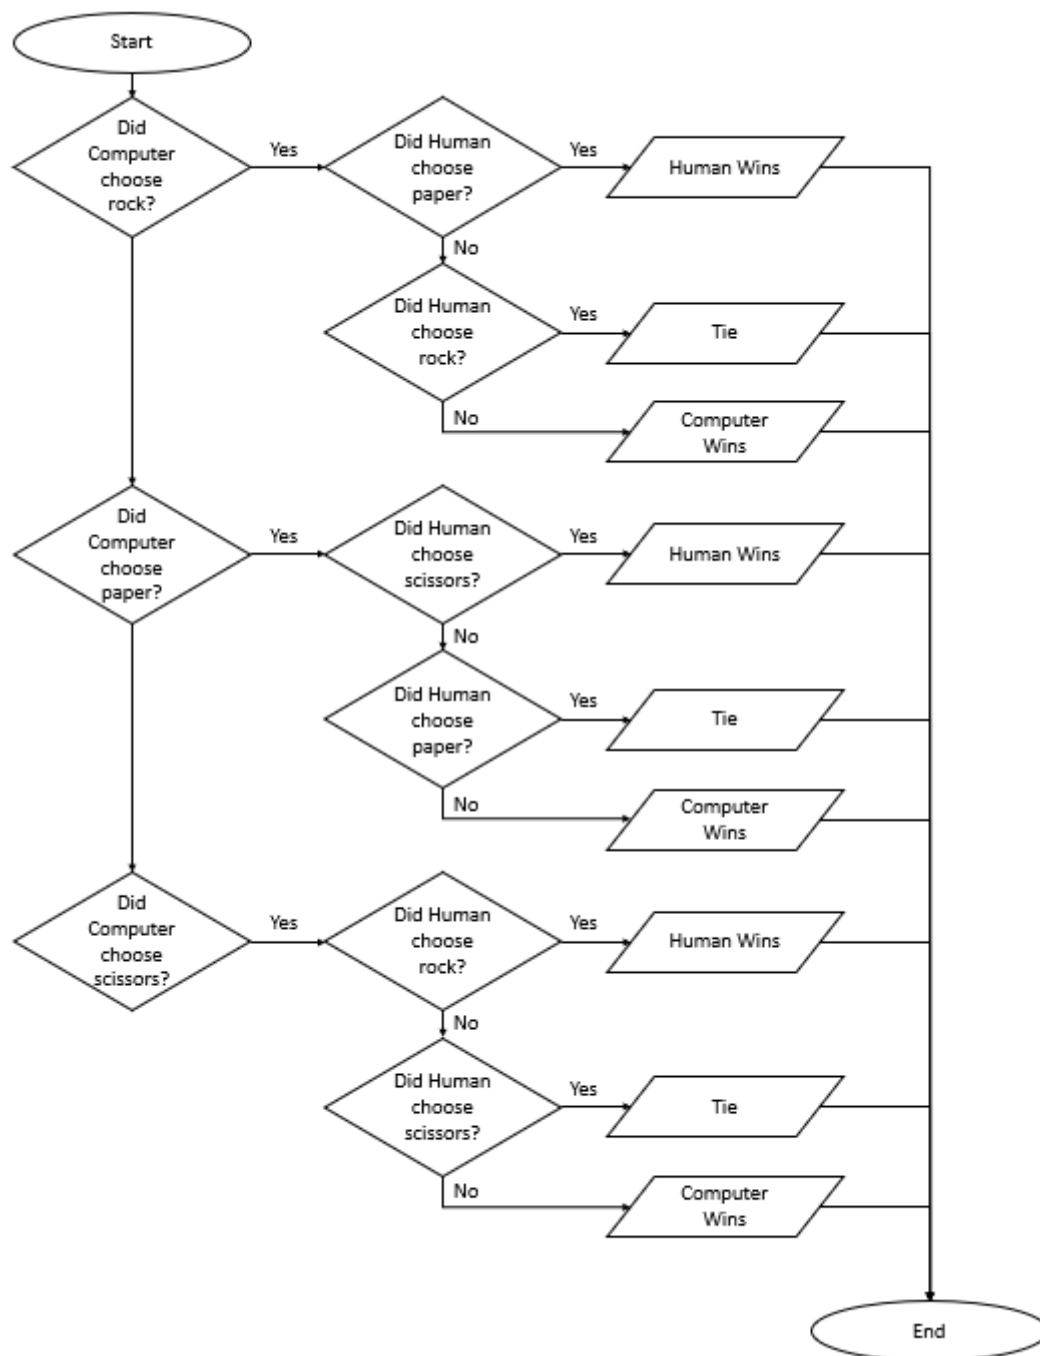 Start
Did
Computer
choose
rock?
Yes
Did Human
choose
paper?
Yes
Human Wins
No
Did Human
choose
rock?
Yes
Tie
No
Computer
Wins
Did
Computer
choose
paper?
Yes
Did Human
choose
scissors?
Yes
Human Wins
No
Did Human
choose
paper?
Yes
Tie
No
Computer
Wins
Did
Computer
choose
scissors?
Yes
Did Human
choose
rock?
Yes
Human Wins
No
Did Human
choose
scissors?
Yes
Tie
No
Computer
Wins
End